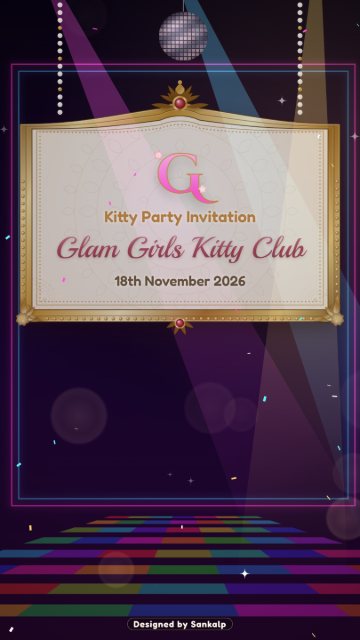 G
Kitty Party Invitation
Glam Girls Kitty Club
18th November 2026
Designed by Sankalp